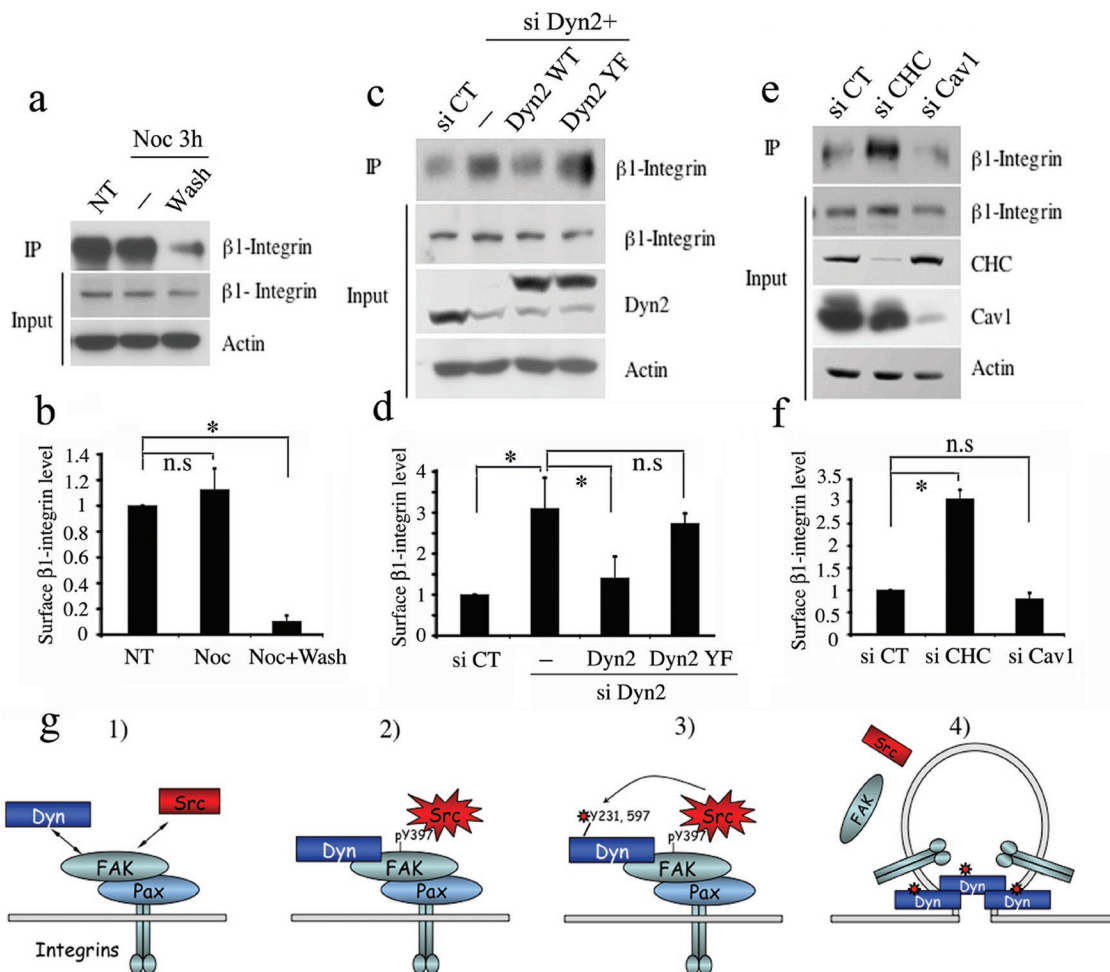 a
Noc 3h
NT
–
Wash
IP
β1-Integrin
Input
β1- Integrin
Actin
si Dyn2+
c
si CT
–
Dyn2 WT
Dyn2 YF
IP
β1-Integrin
Input
β1-Integrin
Dyn2
Actin
e
si CT
si CHC
si Cav1
IP
β1-Integrin
Input
β1-Integrin
CHC
Cav1
Actin
b
Surface β1-integrin level
1.4
1.2
1
0.8
0.6
0.4
0.2
0
*
n.s
NT
Noc
Noc+Wash
d
Surface β1-integrin level
4
3
2
1
0
*
*
n.s
si CT
–
Dyn2
Dyn2 YF
si Dyn2
f
Surface β1-integrin level
3.5
3
2.5
2
1.5
1
0.5
0
n.s
*
si CT
si CHC
si Cav1
g
1)
Dyn
Src
FAK
Pax
Integrins
2)
Src
pY397
Dyn
FAK
Pax
3)
Y231, 597
Src
pY397
Dyn
FAK
Pax
4)
Src
FAK
Dyn
Dyn
Dyn